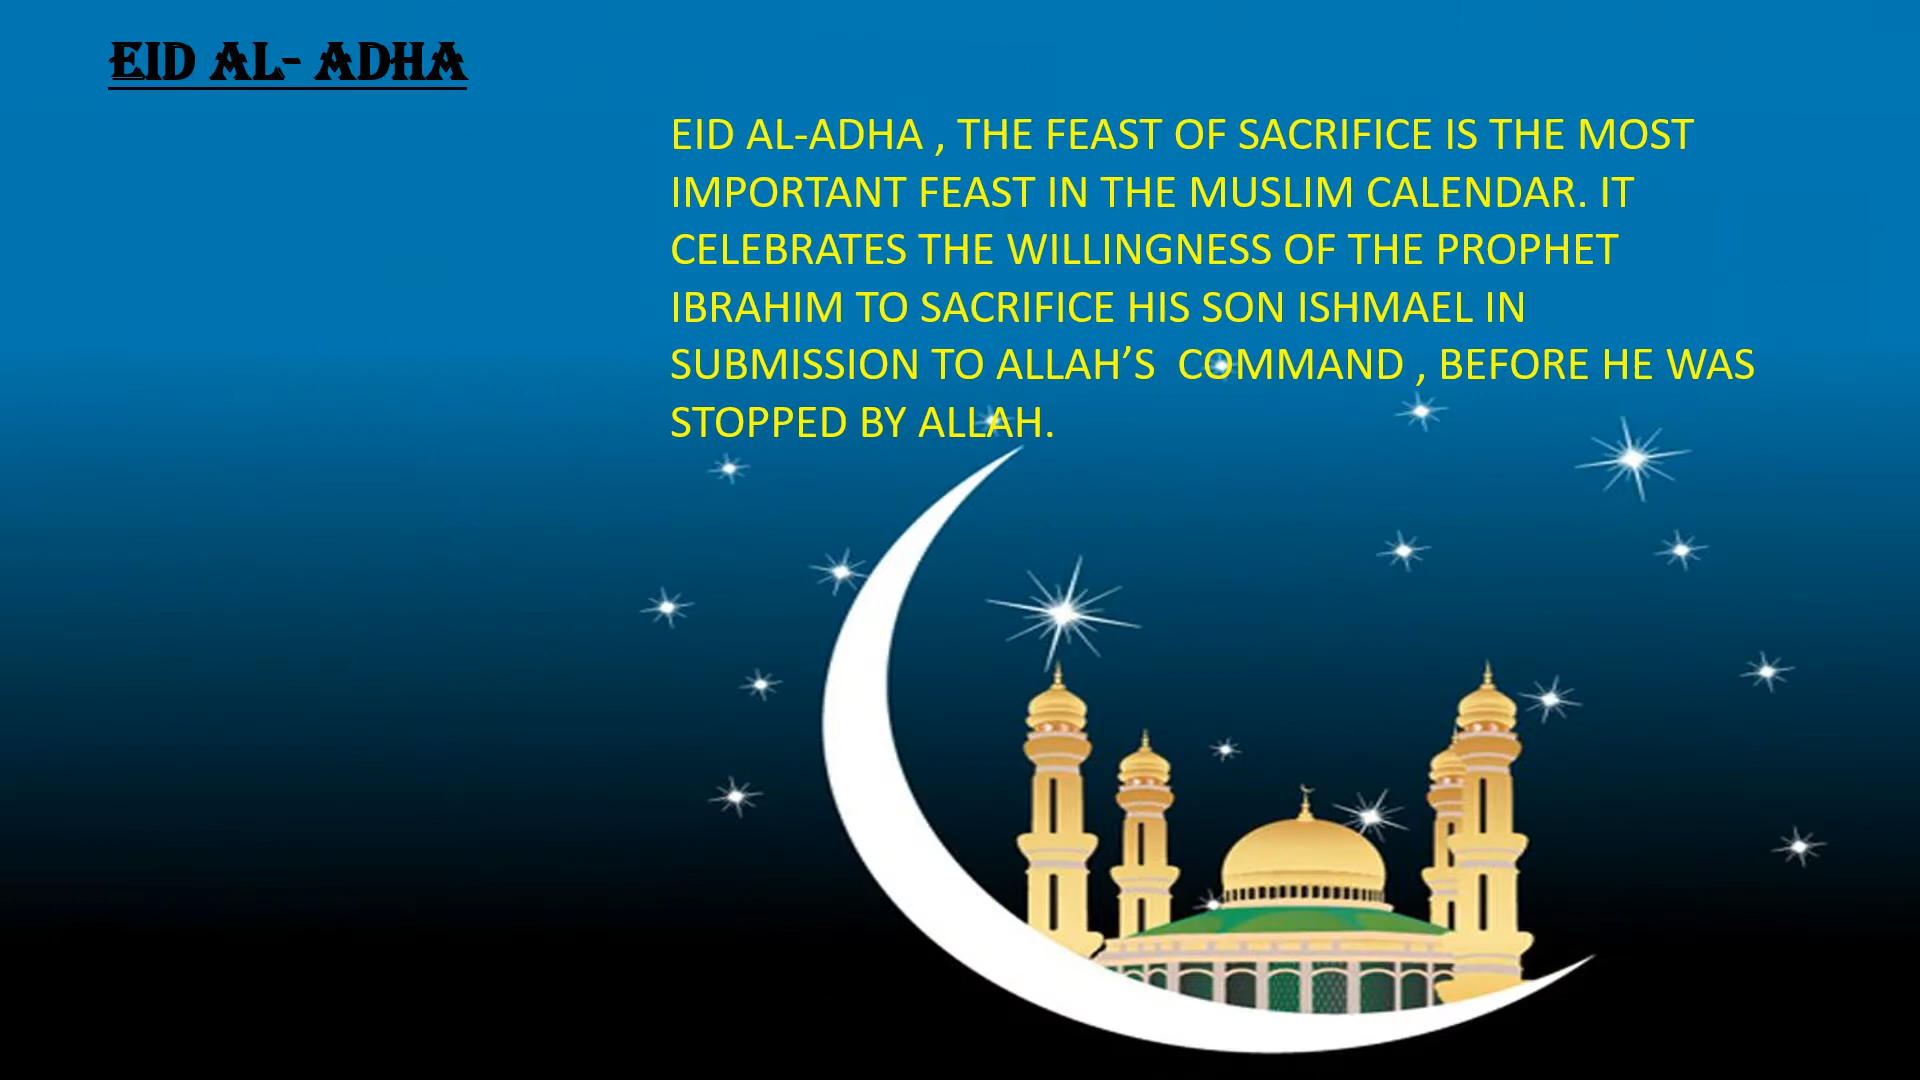 EID AL- ADHA
EID AL-ADHA , THE FEAST OF SACRIFICE IS THE MOST
IMPORTANT FEAST IN THE MUSLIM CALENDAR. IT
CELEBRATES THE WILLINGNESS OF THE PROPHET
IBRAHIM TO SACRIFICE HIS SON ISHMAEL IN
SUBMISSION TO ALLAH’S  COMMAND , BEFORE HE WAS
STOPPED BY ALLAH.